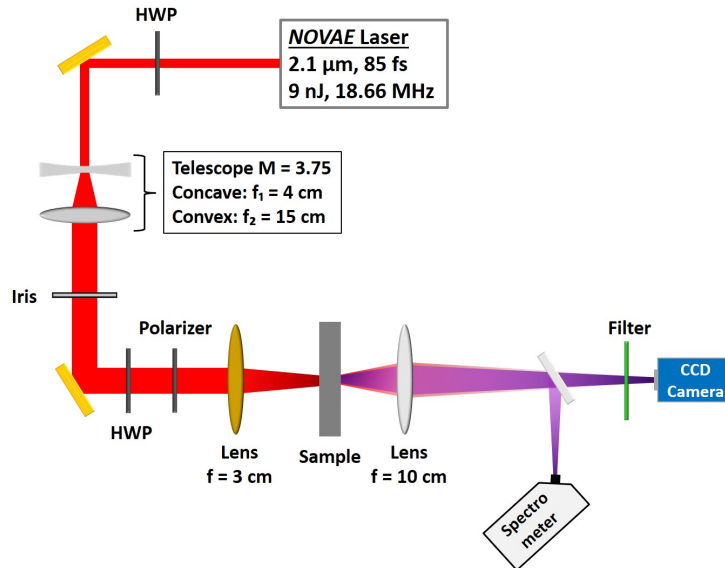 HWP
NOVAE Laser
2.1 µm, 85 fs
9 nJ, 18.66 MHz
Telescope M = 3.75
Concave: f₁ = 4 cm
Convex: f₂ = 15 cm
Iris
Polarizer
Filter
CCD
Camera
HWP
Lens
f = 3 cm
Sample
Lens
f = 10 cm
Spectro
meter